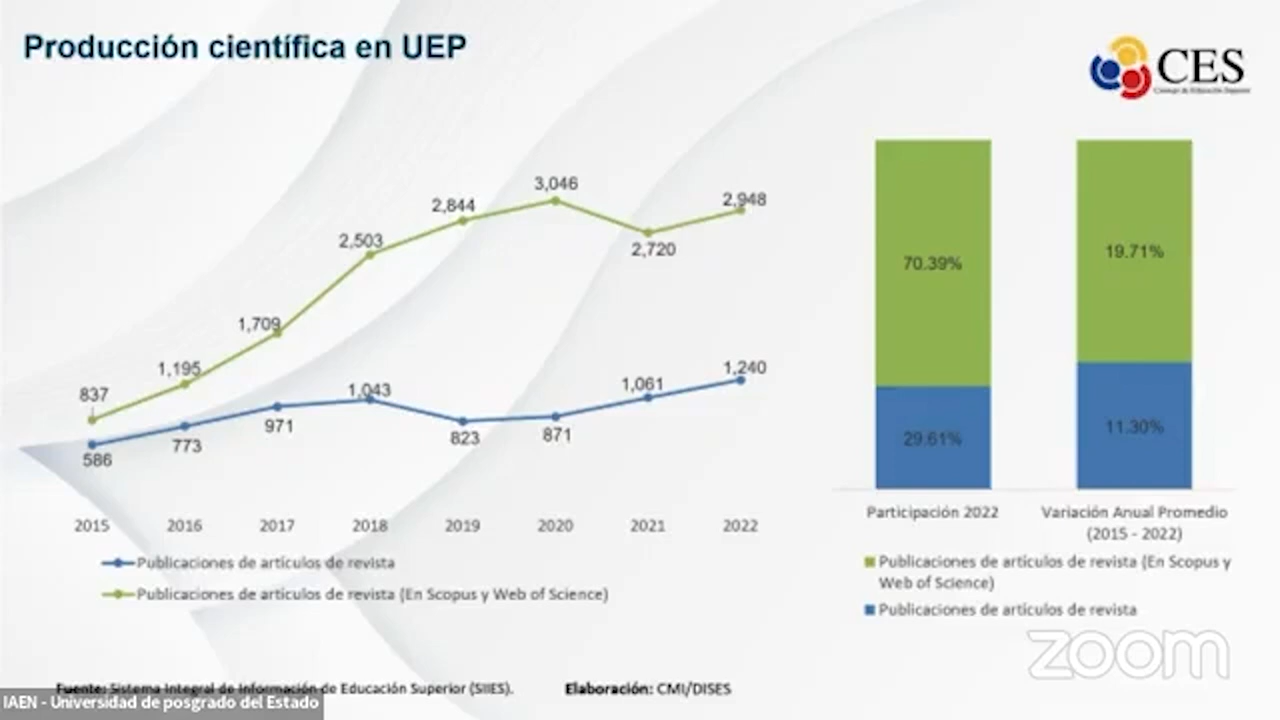 Producción científica en UEP
CES
Consejo de Educación Superior
3,046
2,948
2,844
2,503
2,720
1,709
1,195
837
1,240
1,043
1,061
971
823
871
773
586
2015 2016 2017 2018 2019 2020 2021 2022
Publicaciones de artículos de revista
Publicaciones de artículos de revista (En Scopus y Web of Science)
70.39%
19.71%
29.61%
11.30%
Participación 2022
Variación Anual Promedio
(2015 - 2022)
Publicaciones de artículos de revista (En Scopus y
Web of Science)
Publicaciones de artículos de revista
zoom
Fuente: Sistema Integral de Información de Educación Superior (SIIES).
Elaboración: CMI/DISES
IAEN - Universidad de posgrado del Estado